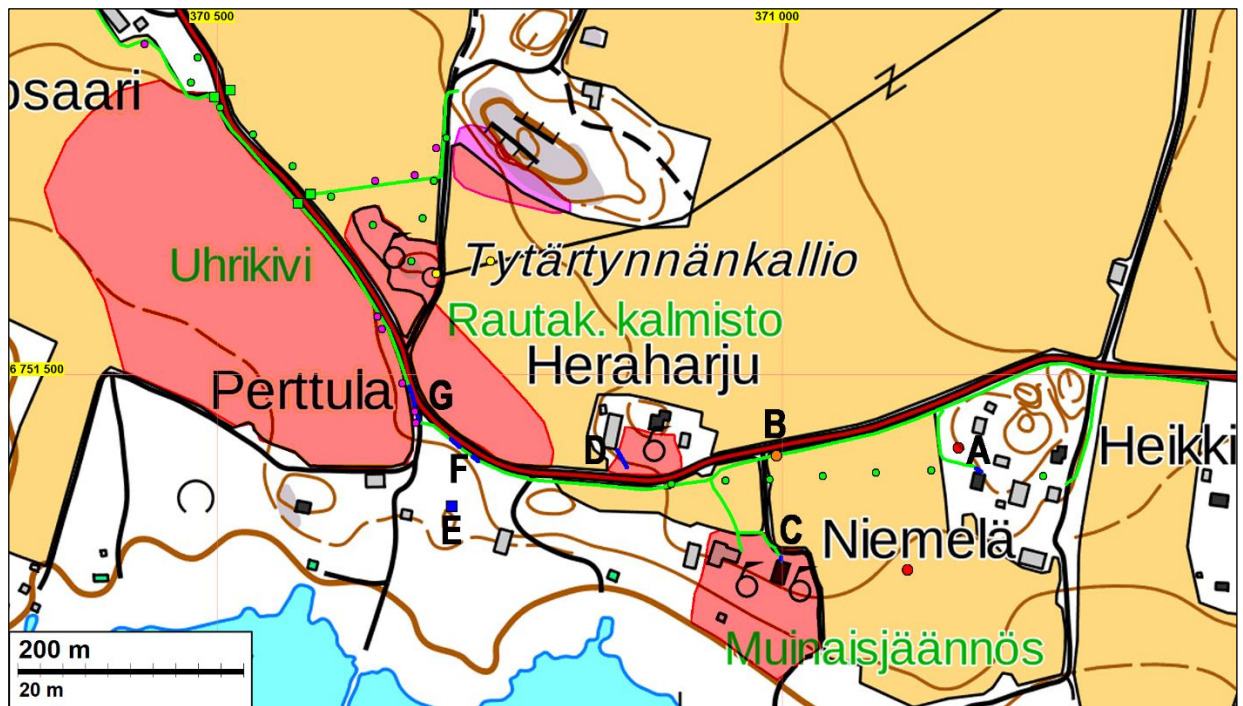 370 500
371 000
osaari
Uhrikivi
Tytärtynnänkallio
Rautak. kalmisto
Heraharju
6 751 500
Perttula
G
B
D
A
Heikki
F
E
C
Niemelä
Muinaisjäännös
200 m
20 m